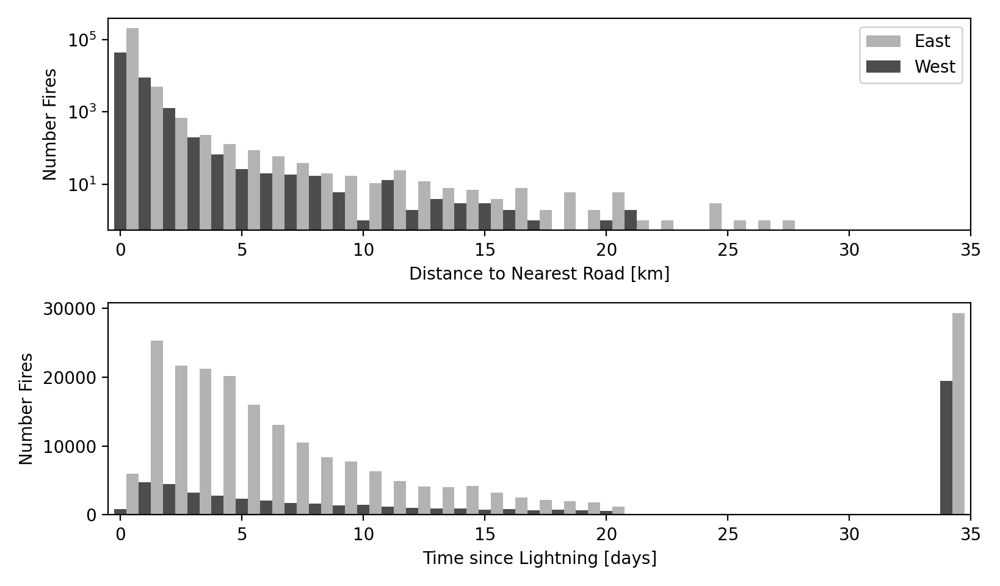 East
West
Number Fires
10⁵
10³
10¹
0 5 10 15 20 25 30 35
Distance to Nearest Road [km]
Number Fires
30000
20000
10000
0
0 5 10 15 20 25 30 35
Time since Lightning [days]